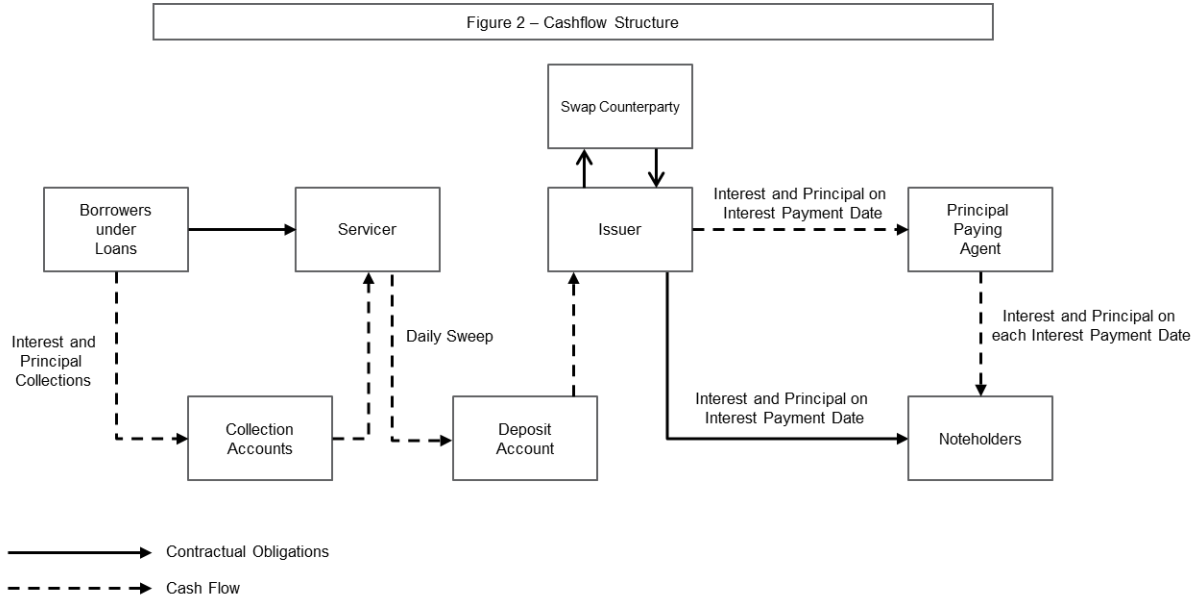 Figure 2 – Cashflow Structure
Swap Counterparty
Borrowers
under
Loans
Servicer
Issuer
Interest and Principal on
Interest Payment Date
Principal
Paying
Agent
Interest and
Principal
Collections
Daily Sweep
Interest and Principal on
each Interest Payment Date
Collection
Accounts
Deposit
Account
Interest and Principal on
Interest Payment Date
Noteholders
Contractual Obligations
Cash Flow